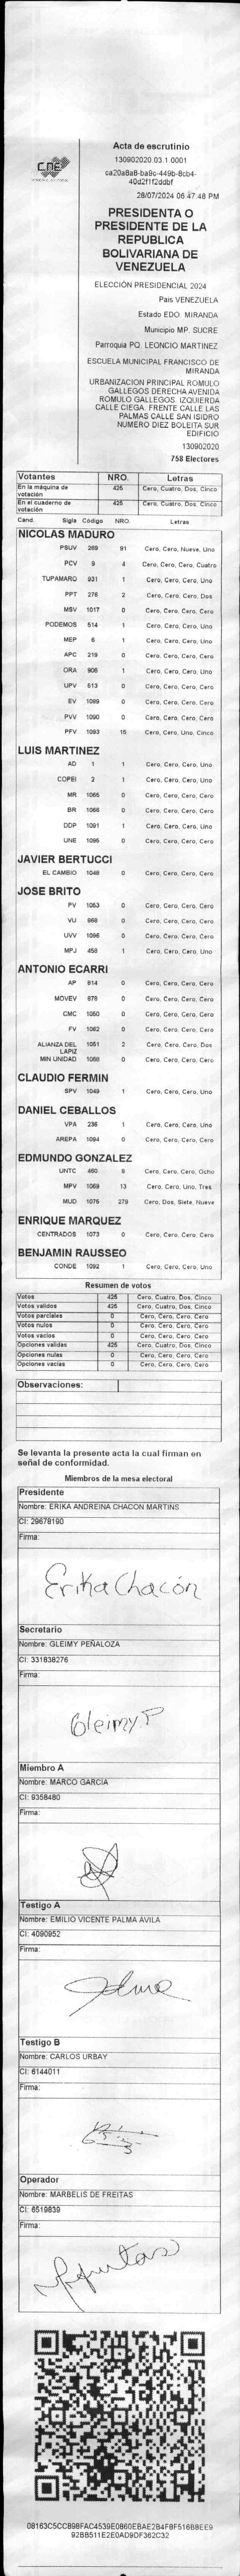 CNE
Acta de escrutinio
130902020.03.1.0001
ca20a8a8-ba9c-449b-8cb4-
40d2f1f2ddbf
28/07/2024 06:47:48 PM
PRESIDENTA O
PRESIDENTE DE LA
REPUBLICA
BOLIVARIANA DE
VENEZUELA
ELECCIÓN PRESIDENCIAL 2024
Pais VENEZUELA
Estado EDO. MIRANDA
Municipio MP. SUCRE
Parroquia PQ. LEONCIO MARTINEZ
ESCUELA MUNICIPAL FRANCISCO DE
MIRANDA
URBANIZACION PRINCIPAL ROMULO
GALLEGOS DERECHA AVENIDA
ROMULO GALLEGOS. IZQUIERDA
CALLE CIEGA. FRENTE CALLE LAS
PALMAS CALLE SAN ISIDRO
NUMERO DIEZ BOLEITA SUR
EDIFICIO
130902020
758 Electores
Votantes NRO. Letras
En la máquina de votación 425 Cero, Cuatro, Dos, Cinco
En el cuaderno de votación 425 Cero, Cuatro, Dos, Cinco
Cand. Sigla Código NRO. Letras
NICOLAS MADURO
PSUV 269 91 Cero, Cero, Nueve, Uno
PCV 9 4 Cero, Cero, Cero, Cuatro
TUPAMARO 931 1 Cero, Cero, Cero, Uno
PPT 276 2 Cero, Cero, Cero, Dos
MSV 1017 0 Cero, Cero, Cero, Cero
PODEMOS 514 1 Cero, Cero, Cero, Uno
MEP 6 1 Cero, Cero, Cero, Uno
APC 219 0 Cero, Cero, Cero, Cero
ORA 906 1 Cero, Cero, Cero, Uno
UPV 513 0 Cero, Cero, Cero, Cero
EV 1089 0 Cero, Cero, Cero, Cero
PVV 1090 0 Cero, Cero, Cero, Cero
PFV 1093 15 Cero, Cero, Uno, Cinco
LUIS MARTINEZ
AD 1 1 Cero, Cero, Cero, Uno
COPEI 2 1 Cero, Cero, Cero, Uno
MR 1065 0 Cero, Cero, Cero, Cero
BR 1066 0 Cero, Cero, Cero, Cero
DDP 1091 1 Cero, Cero, Cero, Uno
UNE 1095 0 Cero, Cero, Cero, Cero
JAVIER BERTUCCI
EL CAMBIO 1048 0 Cero, Cero, Cero, Cero
JOSE BRITO
PV 1053 0 Cero, Cero, Cero, Cero
VU 868 0 Cero, Cero, Cero, Cero
UVV 1096 0 Cero, Cero, Cero, Cero
MPJ 458 1 Cero, Cero, Cero, Uno
ANTONIO ECARRI
AP 814 0 Cero, Cero, Cero, Cero
MOVEV 878 0 Cero, Cero, Cero, Cero
CMC 1050 0 Cero, Cero, Cero, Cero
FV 1062 0 Cero, Cero, Cero, Cero
ALIANZA DEL LAPIZ 1051 2 Cero, Cero, Cero, Dos
MIN UNIDAD 1058 0 Cero, Cero, Cero, Cero
CLAUDIO FERMIN
SPV 1049 1 Cero, Cero, Cero, Uno
DANIEL CEBALLOS
VPA 236 1 Cero, Cero, Cero, Uno
AREPA 1094 0 Cero, Cero, Cero, Cero
EDMUNDO GONZALEZ
UNTC 450 8 Cero, Cero, Cero, Ocho
MPV 1069 13 Cero, Cero, Uno, Tres
MUD 1075 279 Cero, Dos, Siete, Nueve
ENRIQUE MARQUEZ
CENTRADOS 1073 0 Cero, Cero, Cero, Cero
BENJAMIN RAUSSEO
CONDE 1092 1 Cero, Cero, Cero, Uno
Resumen de votos
Votos 425 Cero, Cuatro, Dos, Cinco
Votos validos 425 Cero, Cuatro, Dos, Cinco
Votos parciales 0 Cero, Cero, Cero, Cero
Votos nulos 0 Cero, Cero, Cero, Cero
Votos vacios 0 Cero, Cero, Cero, Cero
Opciones validas 425 Cero, Cuatro, Dos, Cinco
Opciones nulas 0 Cero, Cero, Cero, Cero
Opciones vacias 0 Cero, Cero, Cero, Cero
Observaciones:
Se levanta la presente acta la cual firman en
señal de conformidad.
Miembros de la mesa electoral
Presidente
Nombre: ERIKA ANDREINA CHACON MARTINS
CI: 29678190
Firma:
Erika Chacón
Secretario
Nombre: GLEIMY PEÑALOZA
CI: 331838276
Firma:
Gleimy P
Miembro A
Nombre: MARCO GARCIA
CI: 9358480
Firma:
Testigo A
Nombre: EMILIO VICENTE PALMA AVILA
CI: 4090952
Firma:
Testigo B
Nombre: CARLOS URBAY
CI: 6144011
Firma:
Operador
Nombre: MARBELIS DE FREITAS
CI: 6519839
Firma:
08163C5CC898FAC4539E0860EBAE2B4F8F516B8EE9
92BB511E2E0AD9DF362C32